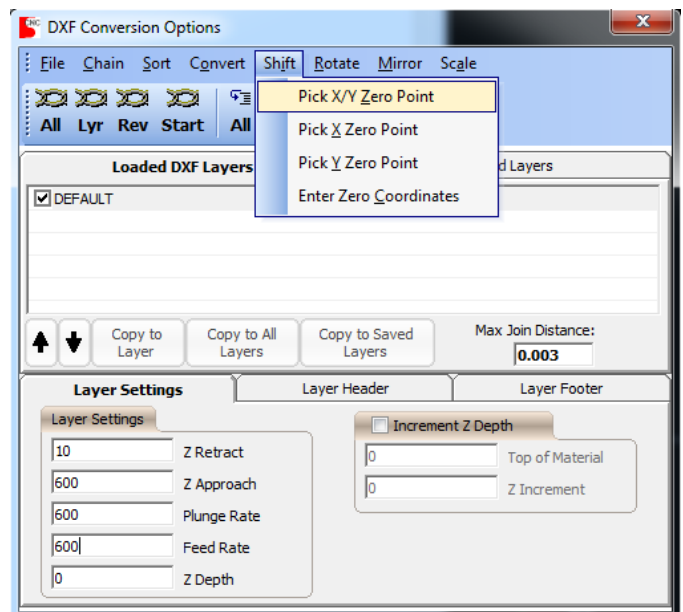 CNC DXF Conversion Options
File Chain Sort Convert Shift Rotate Mirror Scale
All Lyr Rev Start All
Pick X/Y Zero Point
Pick X Zero Point
Pick Y Zero Point
Enter Zero Coordinates
Loaded DXF Layers d Layers
DEFAULT
Copy to Layer
Copy to All Layers
Copy to Saved Layers
Max Join Distance:
0.003
Layer Settings Layer Header Layer Footer
Layer Settings
10 Z Retract
600 Z Approach
600 Plunge Rate
600 Feed Rate
0 Z Depth
Increment Z Depth
0 Top of Material
0 Z Increment